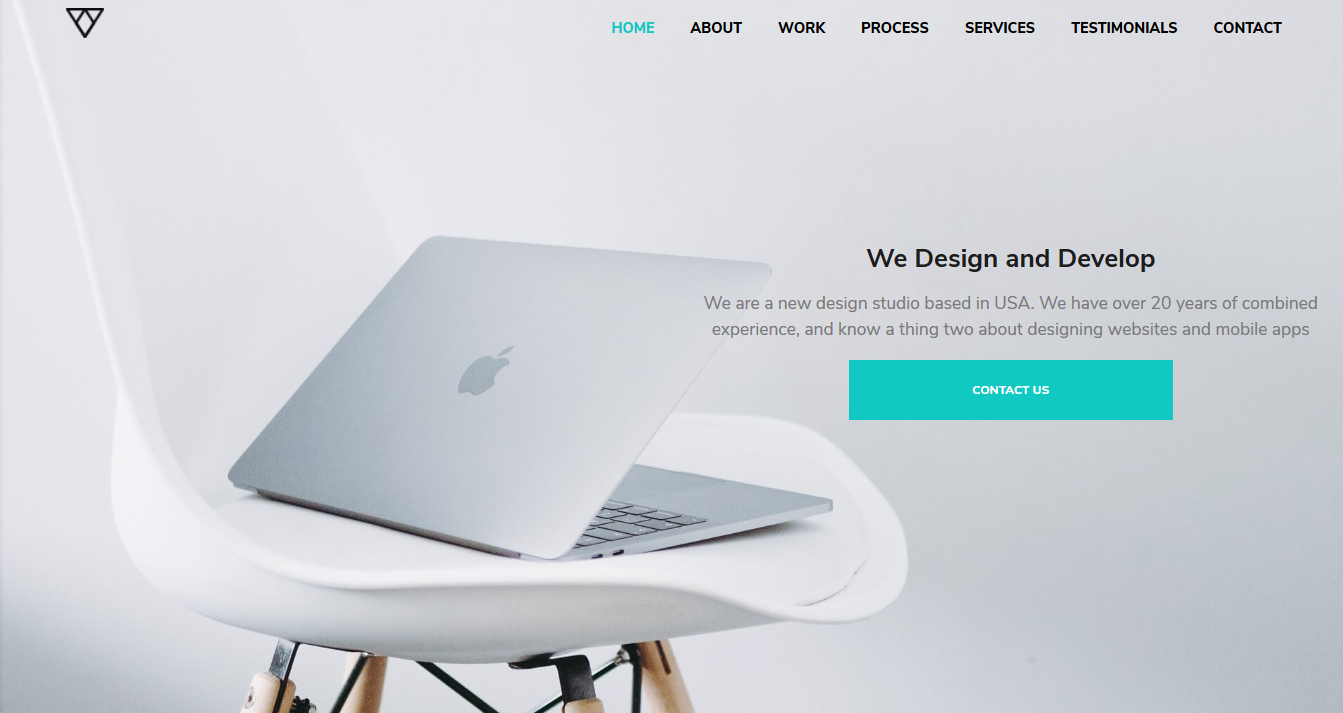 HOME ABOUT WORK PROCESS SERVICES TESTIMONIALS CONTACT
We Design and Develop
We are a new design studio based in USA. We have over 20 years of combined
experience, and know a thing two about designing websites and mobile apps
CONTACT US